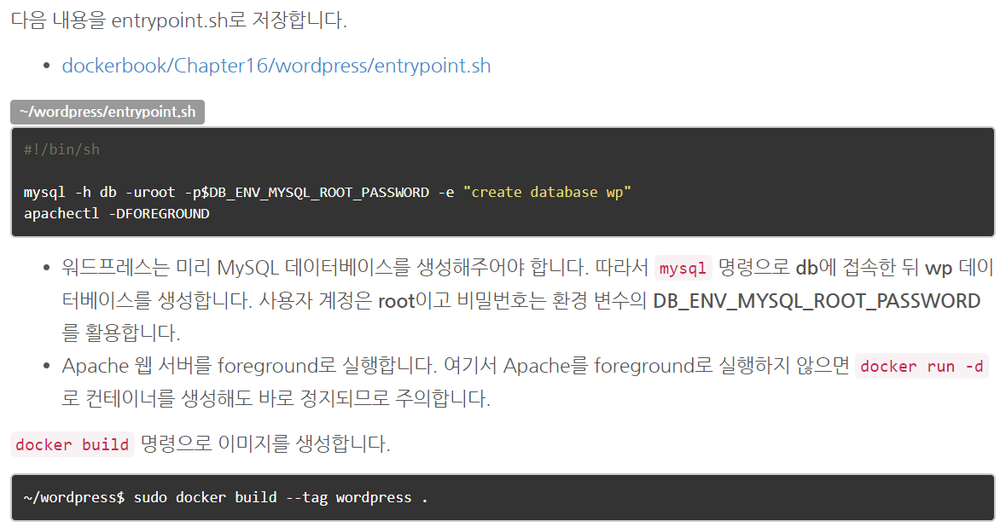 다음 내용을 entrypoint.sh로 저장합니다.
dockerbook/Chapter16/wordpress/entrypoint.sh
~/wordpress/entrypoint.sh
#!/bin/sh
mysql -h db -uroot -p$DB_ENV_MYSQL_ROOT_PASSWORD -e "create database wp"
apachectl -DFOREGROUND
워드프레스는 미리 MySQL 데이터베이스를 생성해주어야 합니다. 따라서 mysql 명령으로 db에 접속한 뒤 wp 데이
터베이스를 생성합니다. 사용자 계정은 root이고 비밀번호는 환경 변수의 DB_ENV_MYSQL_ROOT_PASSWORD
를 활용합니다.
Apache 웹 서버를 foreground로 실행합니다. 여기서 Apache를 foreground로 실행하지 않으면 docker run -d
로 컨테이너를 생성해도 바로 정지되므로 주의합니다.
docker build 명령으로 이미지를 생성합니다.
~/wordpress$ sudo docker build --tag wordpress .